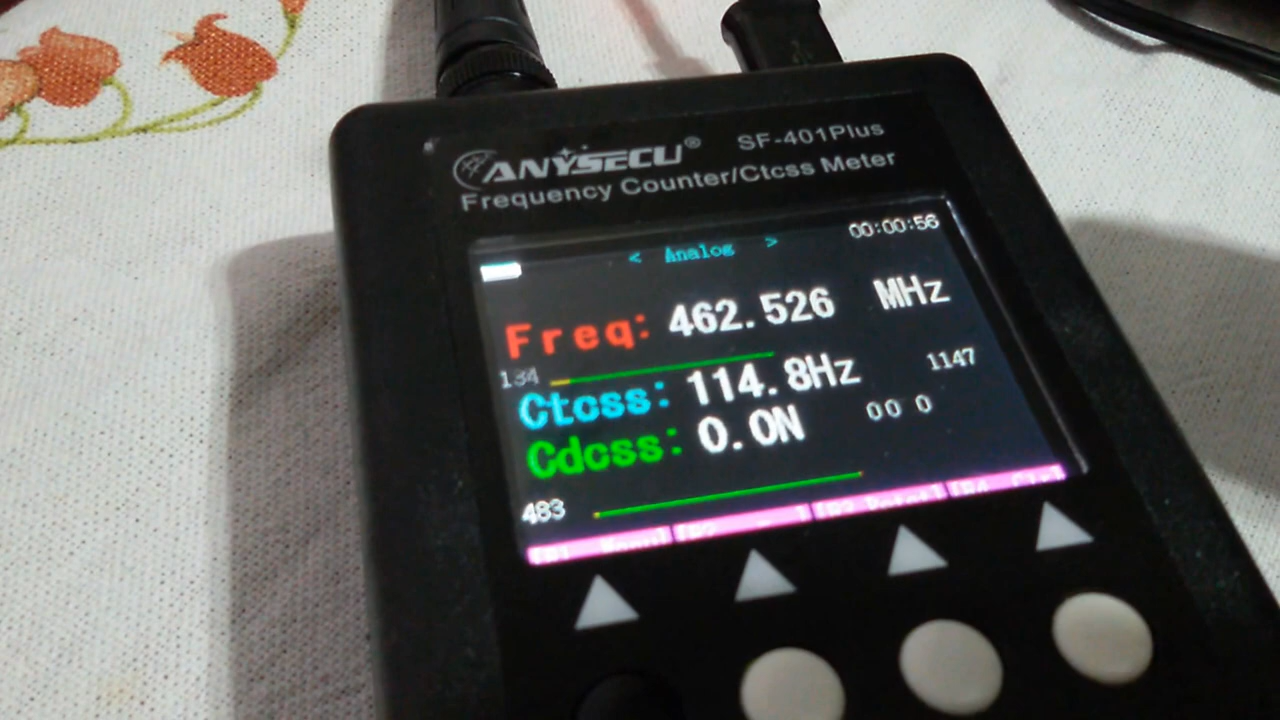 ANYSECU® SF-401Plus
Frequency Counter/Ctcss Meter
< Analog > 00:00:56
Freq: 462.526 MHz
134
Ctcss: 114.8Hz 1147
Cdcss: 0.0N 00 0
483